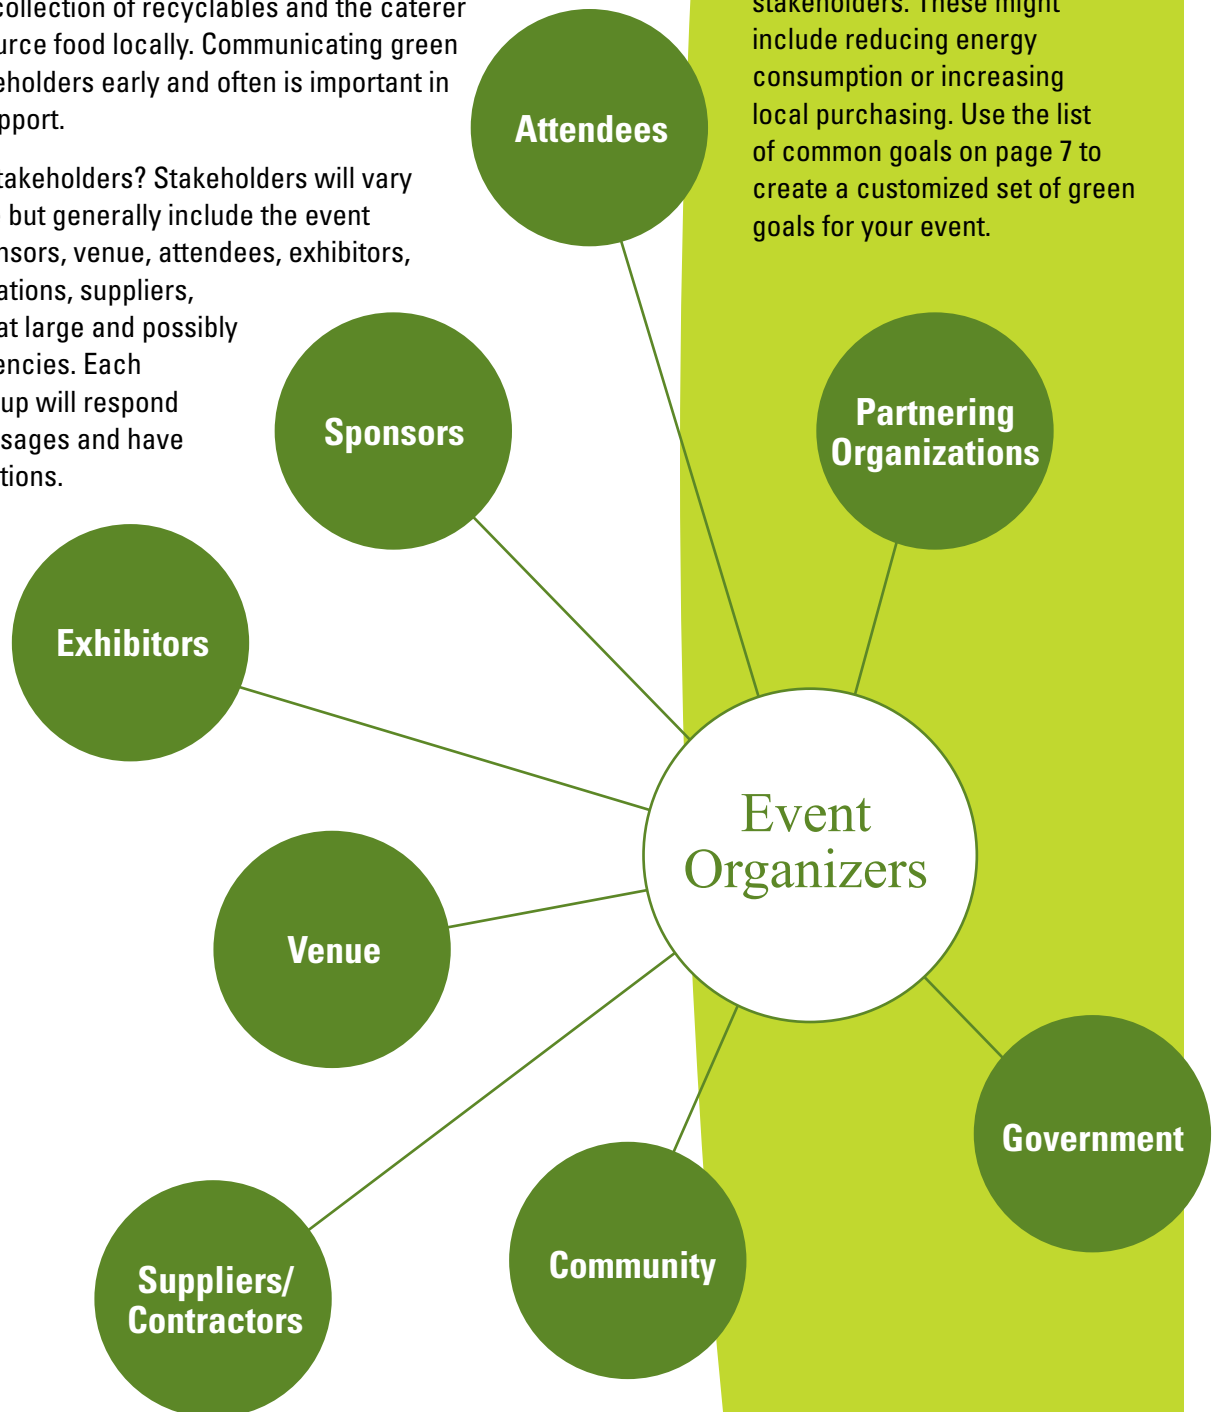 collection of recyclables and the caterer
urce food locally. Communicating green
eholders early and often is important in
pport.
takeholders? Stakeholders will vary
but generally include the event
nsors, venue, attendees, exhibitors,
ations, suppliers,
at large and possibly
encies. Each
up will respond
sages and have
tions.
stakeholders. These might
include reducing energy
consumption or increasing
local purchasing. Use the list
of common goals on page 7 to
create a customized set of green
goals for your event.
Attendees
Sponsors
Partnering
Organizations
Exhibitors
Event
Organizers
Venue
Government
Community
Suppliers/
Contractors